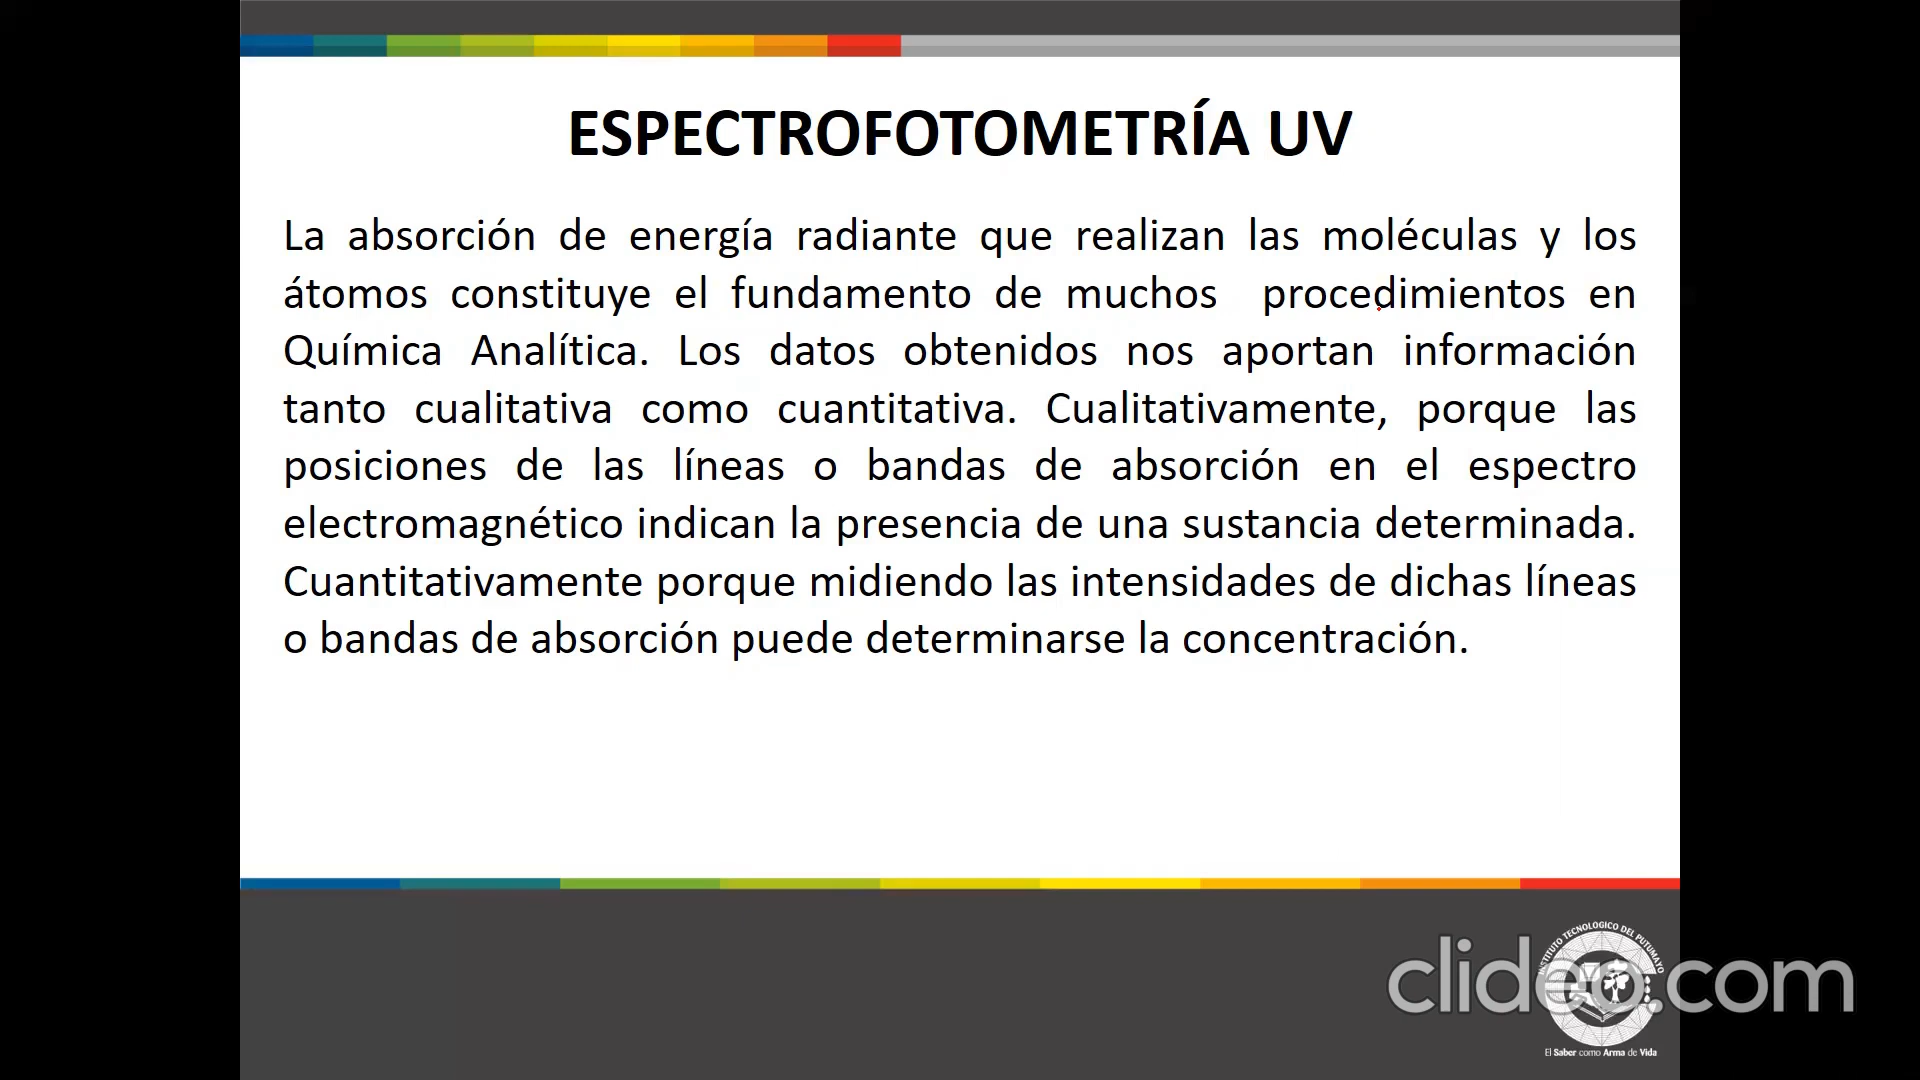 ESPECTROFOTOMETRÍA UV
La absorción de energía radiante que realizan las moléculas y los
átomos constituye el fundamento de muchos procedimientos en
Química Analítica. Los datos obtenidos nos aportan información
tanto cualitativa como cuantitativa. Cualitativamente, porque las
posiciones de las líneas o bandas de absorción en el espectro
electromagnético indican la presencia de una sustancia determinada.
Cuantitativamente porque midiendo las intensidades de dichas líneas
o bandas de absorción puede determinarse la concentración.
INSTITUTO TECNOLOGICO DEL PUTUMAYO
clideo.com
El Saber como Arma de Vida